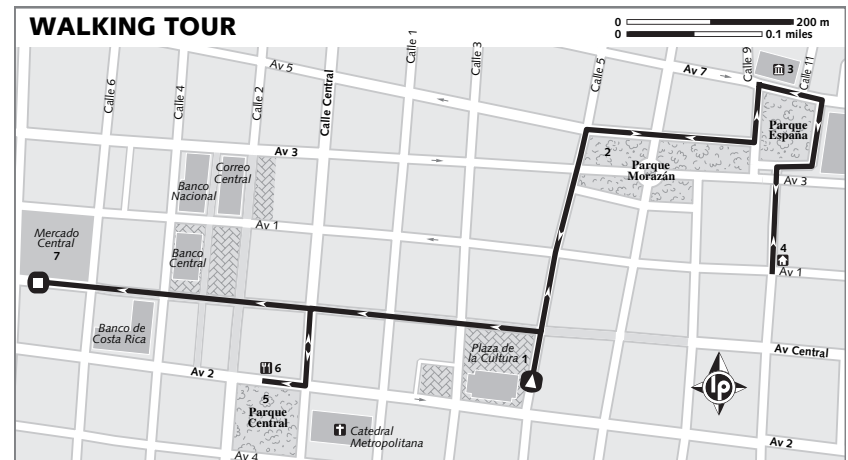 WALKING TOUR
0 200 m
0 0.1 miles
Calle 6
Calle 4
Calle 2
Calle Central
Calle 1
Calle 3
Calle 5
Calle 9
Calle 11
Av 5
Av 7
3
Parque
España
Av 3
2
Parque
Morazán
Av 3
Correo
Central
Banco
Nacional
Av 1
Mercado
Central
7
Banco
Central
4
Av 1
Banco de
Costa Rica
Plaza de
la Cultura 1
Av Central
Av 2
6
5
Parque
Central
Catedral
Metropolitana
lp
Av 2
Av 4